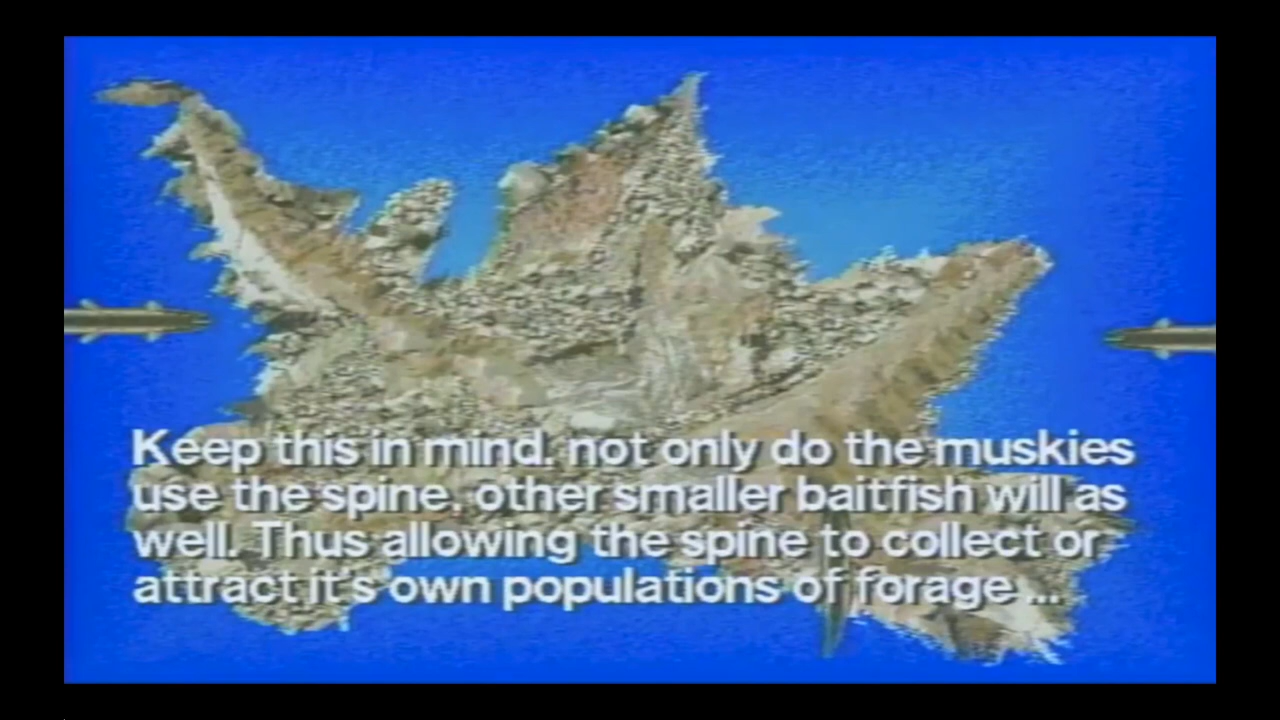 Keep this in mind, not only do the muskies
use the spine, other smaller baitfish will as
well. Thus allowing the spine to collect or
attract it's own populations of forage ...